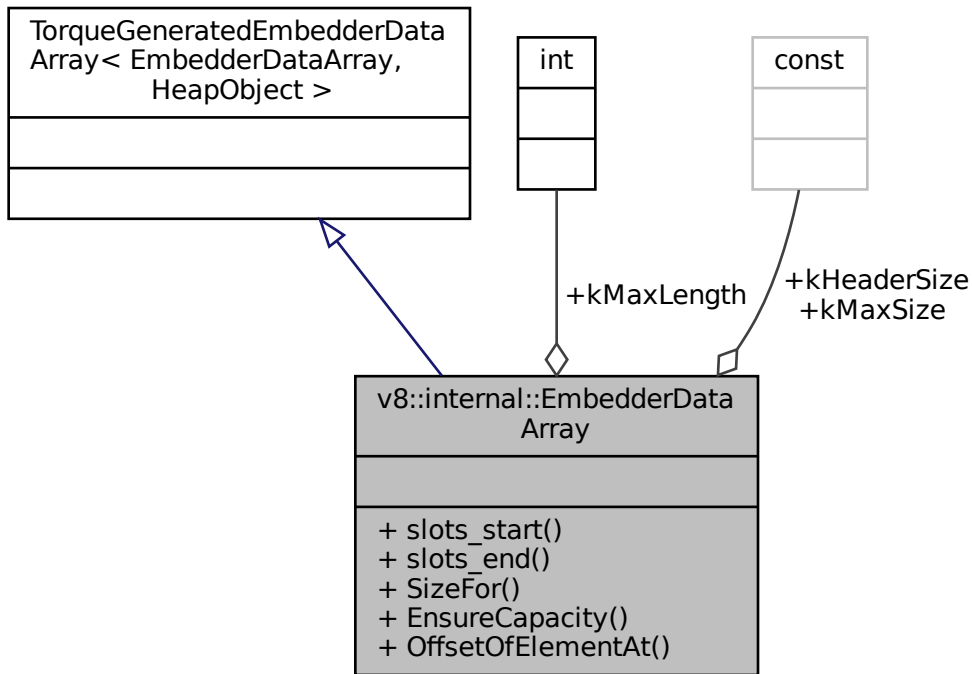 TorqueGeneratedEmbedderData
Array< EmbedderDataArray,
HeapObject >
int
const
+kMaxLength
+kHeaderSize
+kMaxSize
v8::internal::EmbedderData
Array
+ slots_start()
+ slots_end()
+ SizeFor()
+ EnsureCapacity()
+ OffsetOfElementAt()